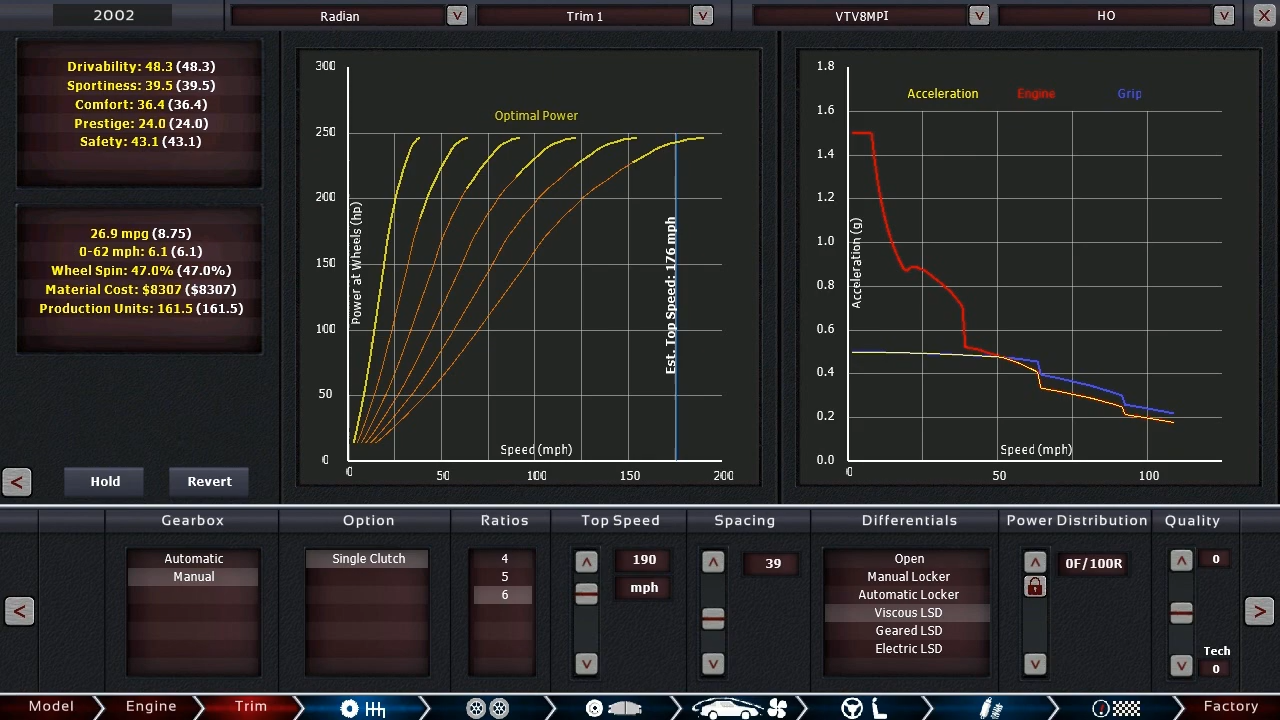 2002
Radian V
Trim 1 V
VTV8MPI V
HO V X
Drivability: 48.3 (48.3)
Sportiness: 39.5 (39.5)
Comfort: 36.4 (36.4)
Prestige: 24.0 (24.0)
Safety: 43.1 (43.1)
26.9 mpg (8.75)
0-62 mph: 6.1 (6.1)
Wheel Spin: 47.0% (47.0%)
Material Cost: $8307 ($8307)
Production Units: 161.5 (161.5)
< Hold Revert
300
250
200
150
100
50
0
Optimal Power
Power at Wheels (hp)
Est. Top Speed: 176 mph
Speed (mph)
0 50 100 150 200
1.8
1.6
1.4
1.2
1.0
0.8
0.6
0.4
0.2
0.0
Acceleration Engine Grip
Acceleration (g)
Speed (mph)
0 50 100
Gearbox
Automatic
Manual
Option
Single Clutch
Ratios
4
5
6
Top Speed
190
mph
Spacing
39
Differentials
Open
Manual Locker
Automatic Locker
Viscous LSD
Geared LSD
Electric LSD
Power Distribution
0F/100R
Quality
0
Tech
0
< >
Model Engine Trim Factory